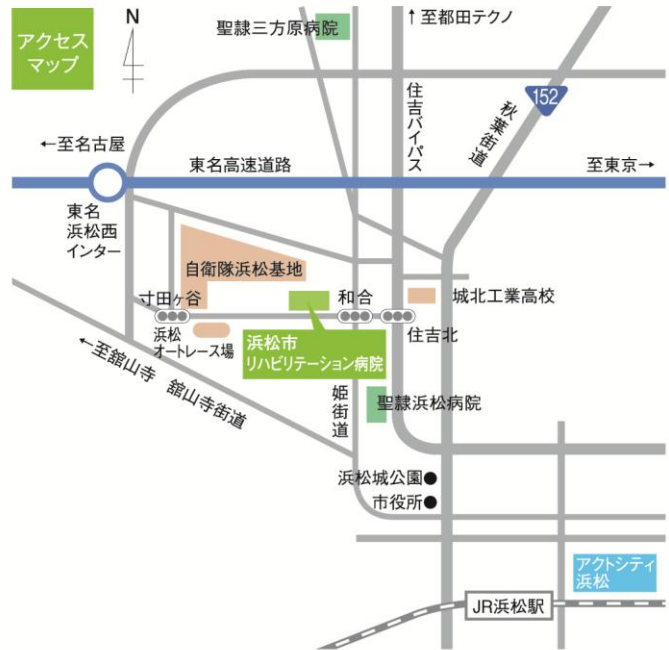 アクセス
マップ
N
聖隷三方原病院
↑至都田テクノ
住吉バイパス
秋葉街道
152
←至名古屋
東名高速道路
至東京→
東名
浜松西
インター
自衛隊浜松基地
寸田ヶ谷
和合
城北工業高校
浜松
オートレース場
浜松市
リハビリテーション病院
住吉北
←至舘山寺 舘山寺街道
姫街道
聖隷浜松病院
浜松城公園
市役所
アクトシティ
浜松
JR浜松駅